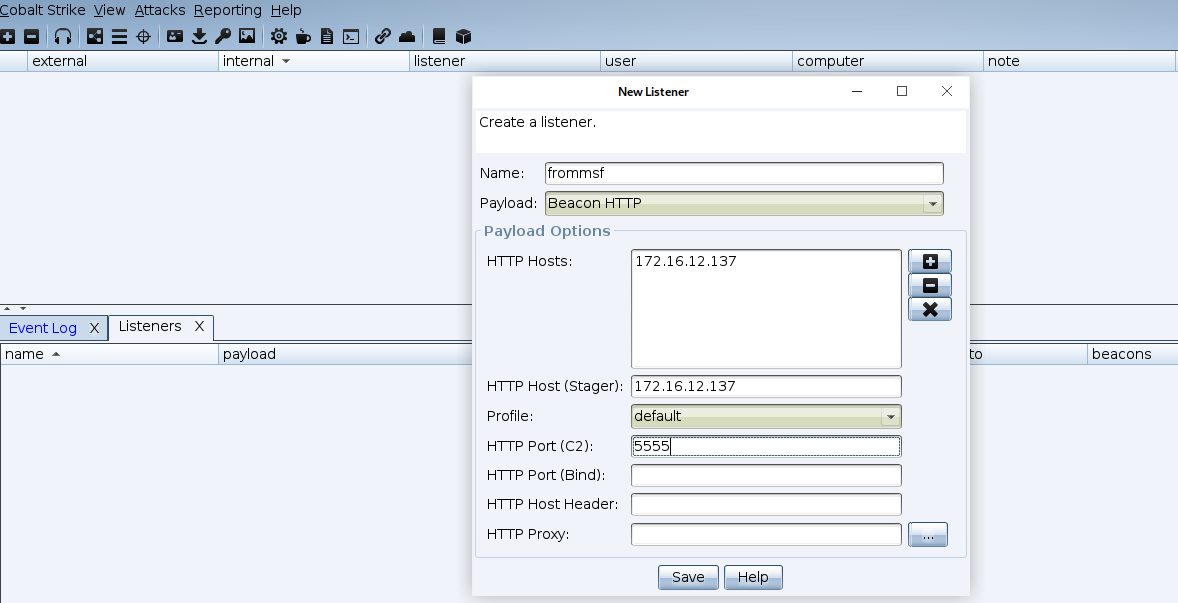 Cobalt Strike View Attacks Reporting Help
external internal listener user computer note
New Listener
Create a listener.
Name: frommsf
Payload: Beacon HTTP
Payload Options
HTTP Hosts: 172.16.12.137
Event Log X Listeners X
name payload to beacons
HTTP Host (Stager): 172.16.12.137
Profile: default
HTTP Port (C2): 5555
HTTP Port (Bind):
HTTP Host Header:
HTTP Proxy: ...
Save Help